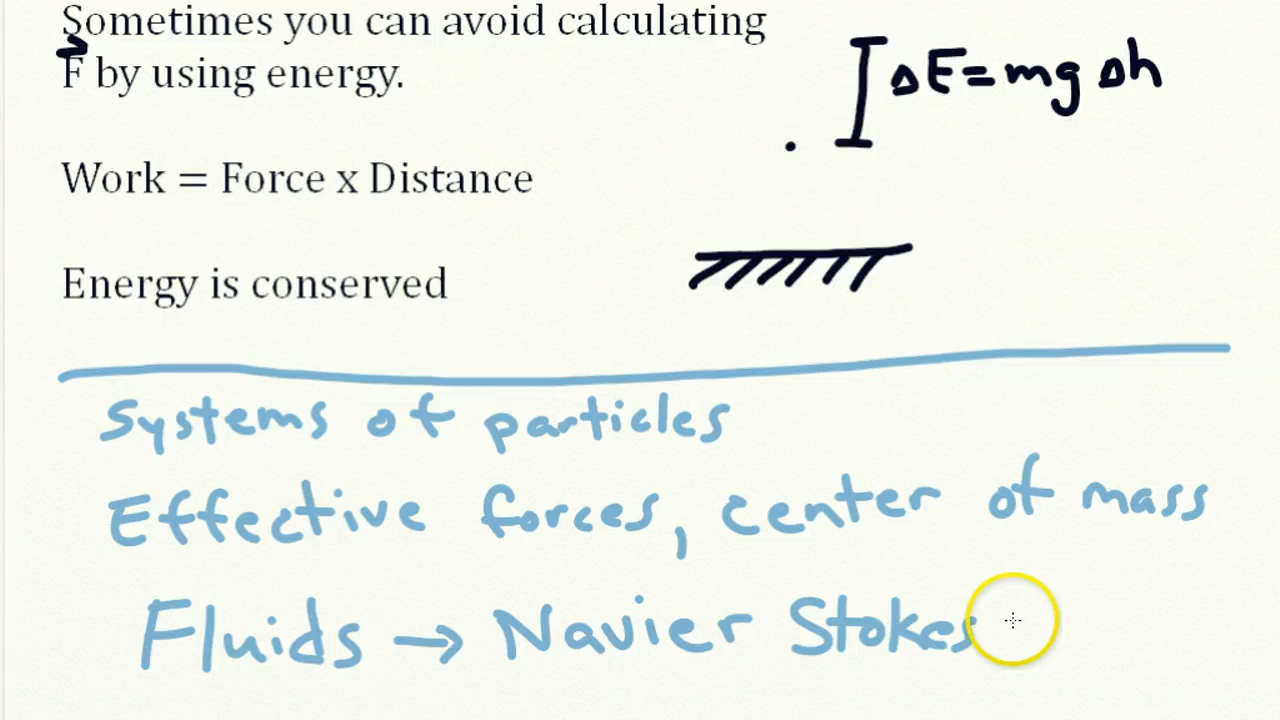 Sometimes you can avoid calculating
F⃗ by using energy.
ΔE=mgΔh
Work = Force x Distance
Energy is conserved
Systems of particles
Effective forces, center of mass
Fluids → Navier Stokes